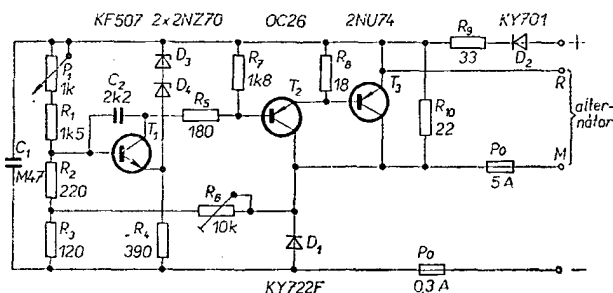 KF507 2x2NZ70 OC26 2NU74 KY701
P1
1k
R1
1k5
C1
M47
R2
220
R3
120
C2
2k2
T1
D3
D4
R5
180
R4
390
R6
10k
R7
1k8
T2
R8
18
T3
D1
KY722F
R9
33
D2
R10
22
Po
5 A
Po
0,3 A
+
R
M
–
alter-
nátor